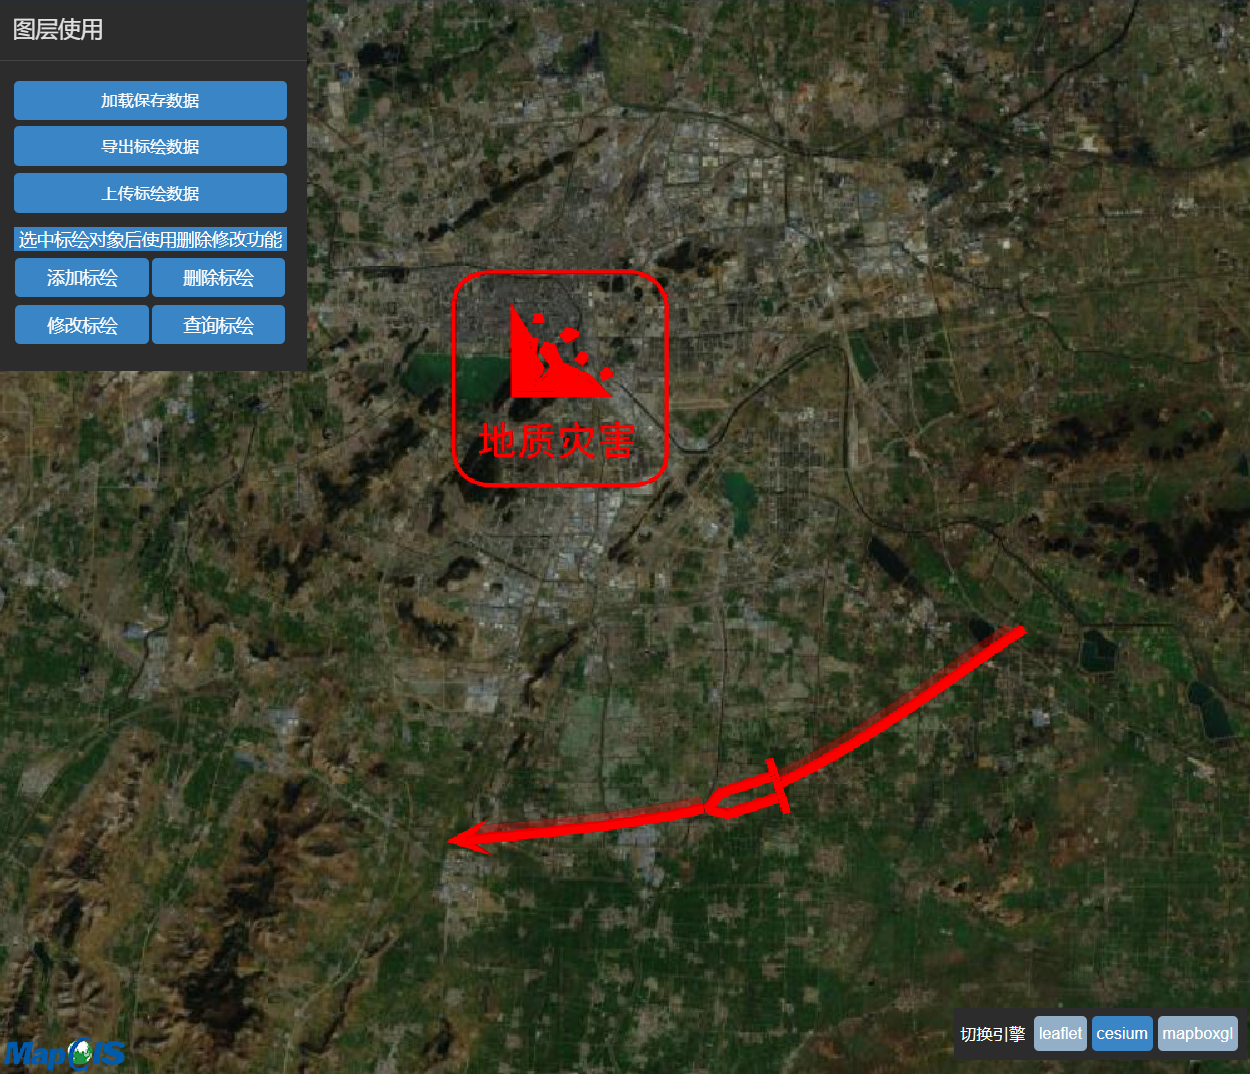 图层使用
加载保存数据
导出标绘数据
上传标绘数据
选中标绘对象后使用删除修改功能
添加标绘 删除标绘
修改标绘 查询标绘
地质灾害
切换引擎 leaflet cesium mapboxgl
MapGIS